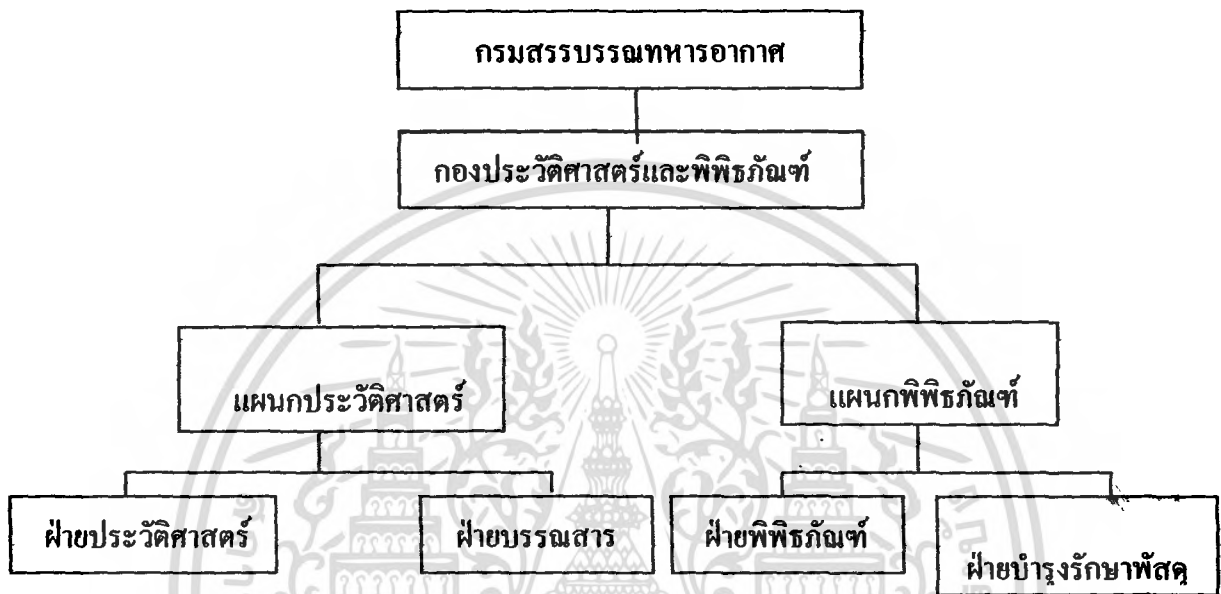 กรมสรรบรรณทหารอากาศ
กองประวัติศาสตร์และพิพิธภัณฑ์
แผนกประวัติศาสตร์
แผนกพิพิธภัณฑ์
ฝ่ายประวัติศาสตร์
ฝ่ายบรรณสาร
ฝ่ายพิพิธภัณฑ์
ฝ่ายบำรุงรักษาพัสดุ